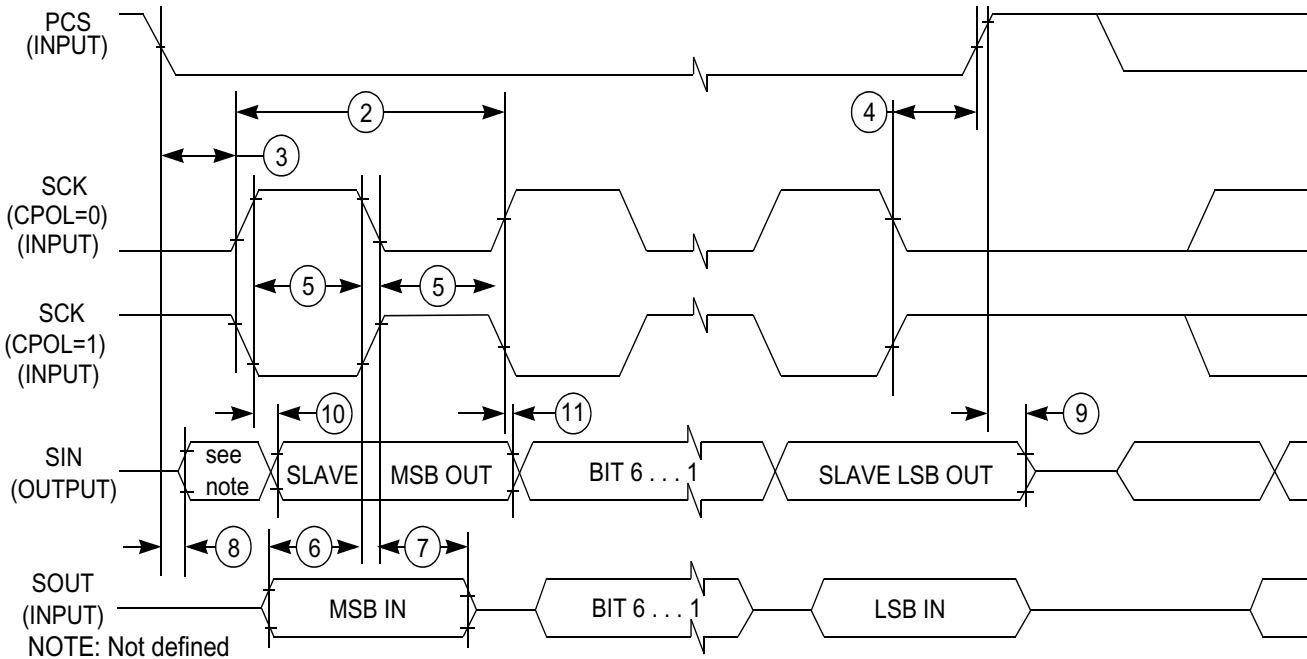 PCS
(INPUT)
2
4
3
SCK
(CPOL=0)
(INPUT)
5
5
SCK
(CPOL=1)
(INPUT)
10
11
9
SIN
(OUTPUT)
see
note
SLAVE
MSB OUT
BIT 6 . . . 1
SLAVE LSB OUT
8
6
7
SOUT
(INPUT)
MSB IN
BIT 6 . . . 1
LSB IN
NOTE: Not defined